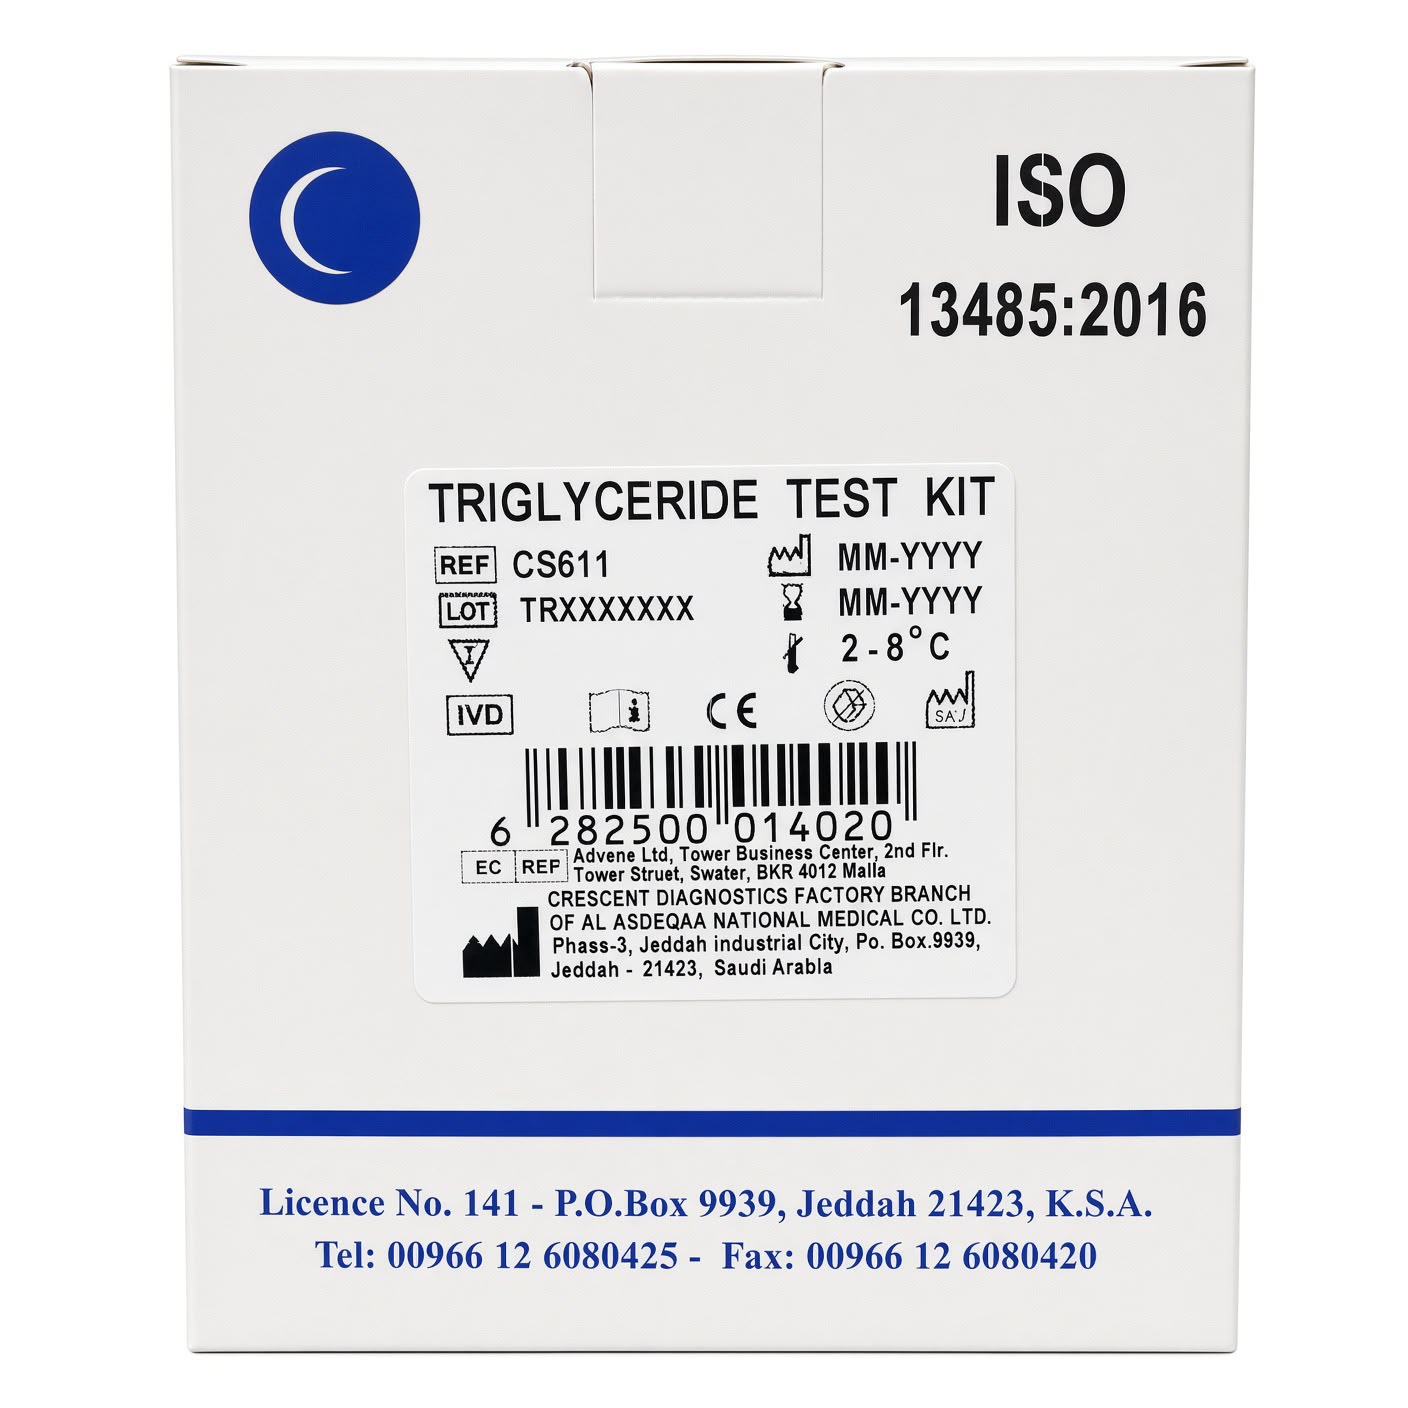 ISO
13485:2016
TRIGLYCERIDE TEST KIT
REF CS611
MM-YYYY
LOT TRXXXXXXX
MM-YYYY
I
2 - 8°C
IVD
i
CE
SA
6 282500 014020
EC REP
Advene Ltd, Tower Business Center, 2nd Flr.
Tower Struet, Swater, BKR 4012 Malla
CRESCENT DIAGNOSTICS FACTORY BRANCH
OF AL ASDEQAA NATIONAL MEDICAL CO. LTD.
Phass-3, Jeddah industrial City, Po. Box.9939,
Jeddah - 21423, Saudi Arabla
Licence No. 141 - P.O.Box 9939, Jeddah 21423, K.S.A.
Tel: 00966 12 6080425 - Fax: 00966 12 6080420